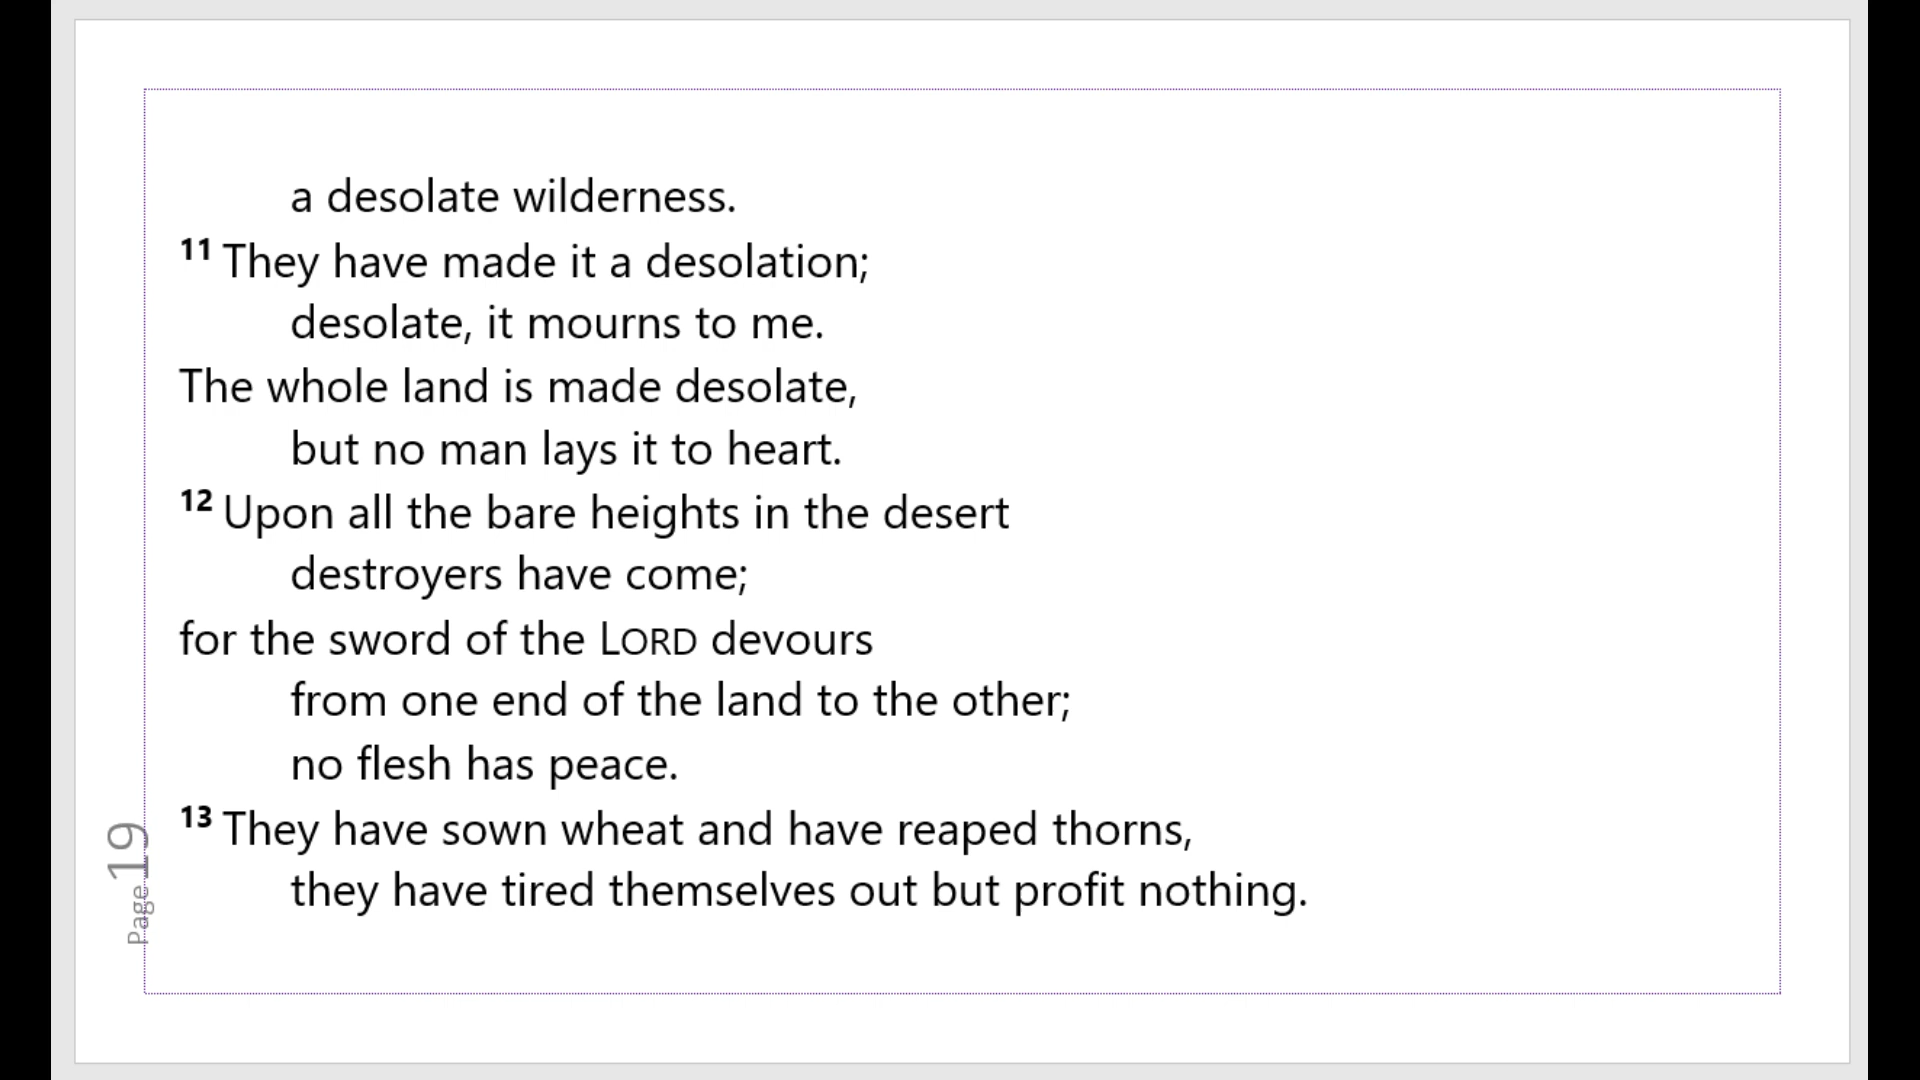 a desolate wilderness.
11 They have made it a desolation;
desolate, it mourns to me.
The whole land is made desolate,
but no man lays it to heart.
12 Upon all the bare heights in the desert
destroyers have come;
for the sword of the LORD devours
from one end of the land to the other;
no flesh has peace.
13 They have sown wheat and have reaped thorns,
they have tired themselves out but profit nothing.
Page 19